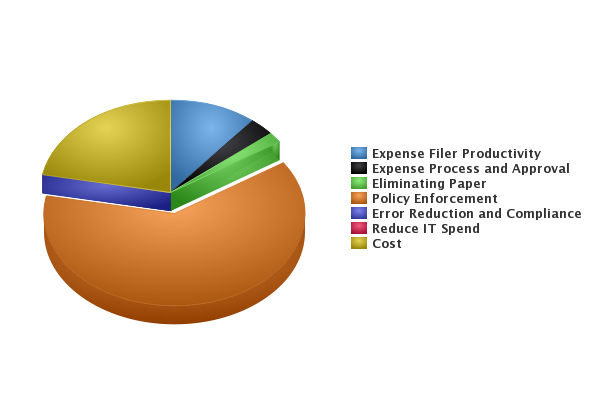 Expense Filer Productivity
Expense Process and Approval
Eliminating Paper
Policy Enforcement
Error Reduction and Compliance
Reduce IT Spend
Cost